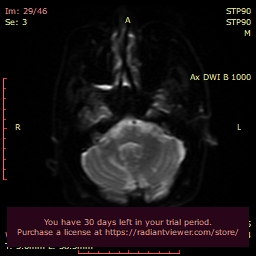 Im: 29/46
Se: 3
A
STP90
STP90
M
Ax DWI B 1000
R
L
You have 30 days left in your trial period.
Purchase a license at https://radiantviewer.com/store/